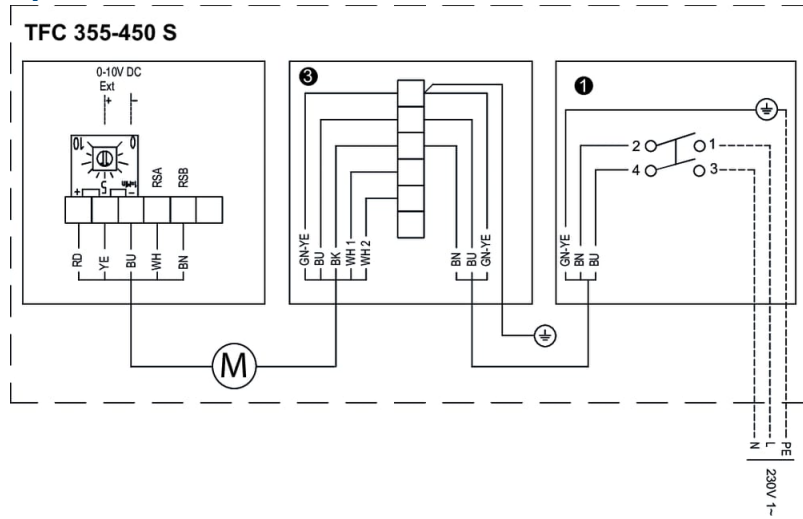 TFC 355-450 S
0-10V DC
Ext
+ -
10 0
5
+ -
RSA
RSB
RD
YE
BU
WH
BN
M
3
GN-YE
BU
BK
WH 1
WH 2
BN
BU
GN-YE
1
2 1
4 3
GN-YE
BN
BU
N
L
PE
230V 1~